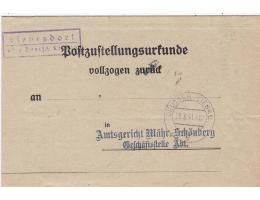 Postzustellungsurkunde
vollzogen zurück
an
in
Amtsgericht Mähr. Schönberg
Geschäftsstelle Abt.